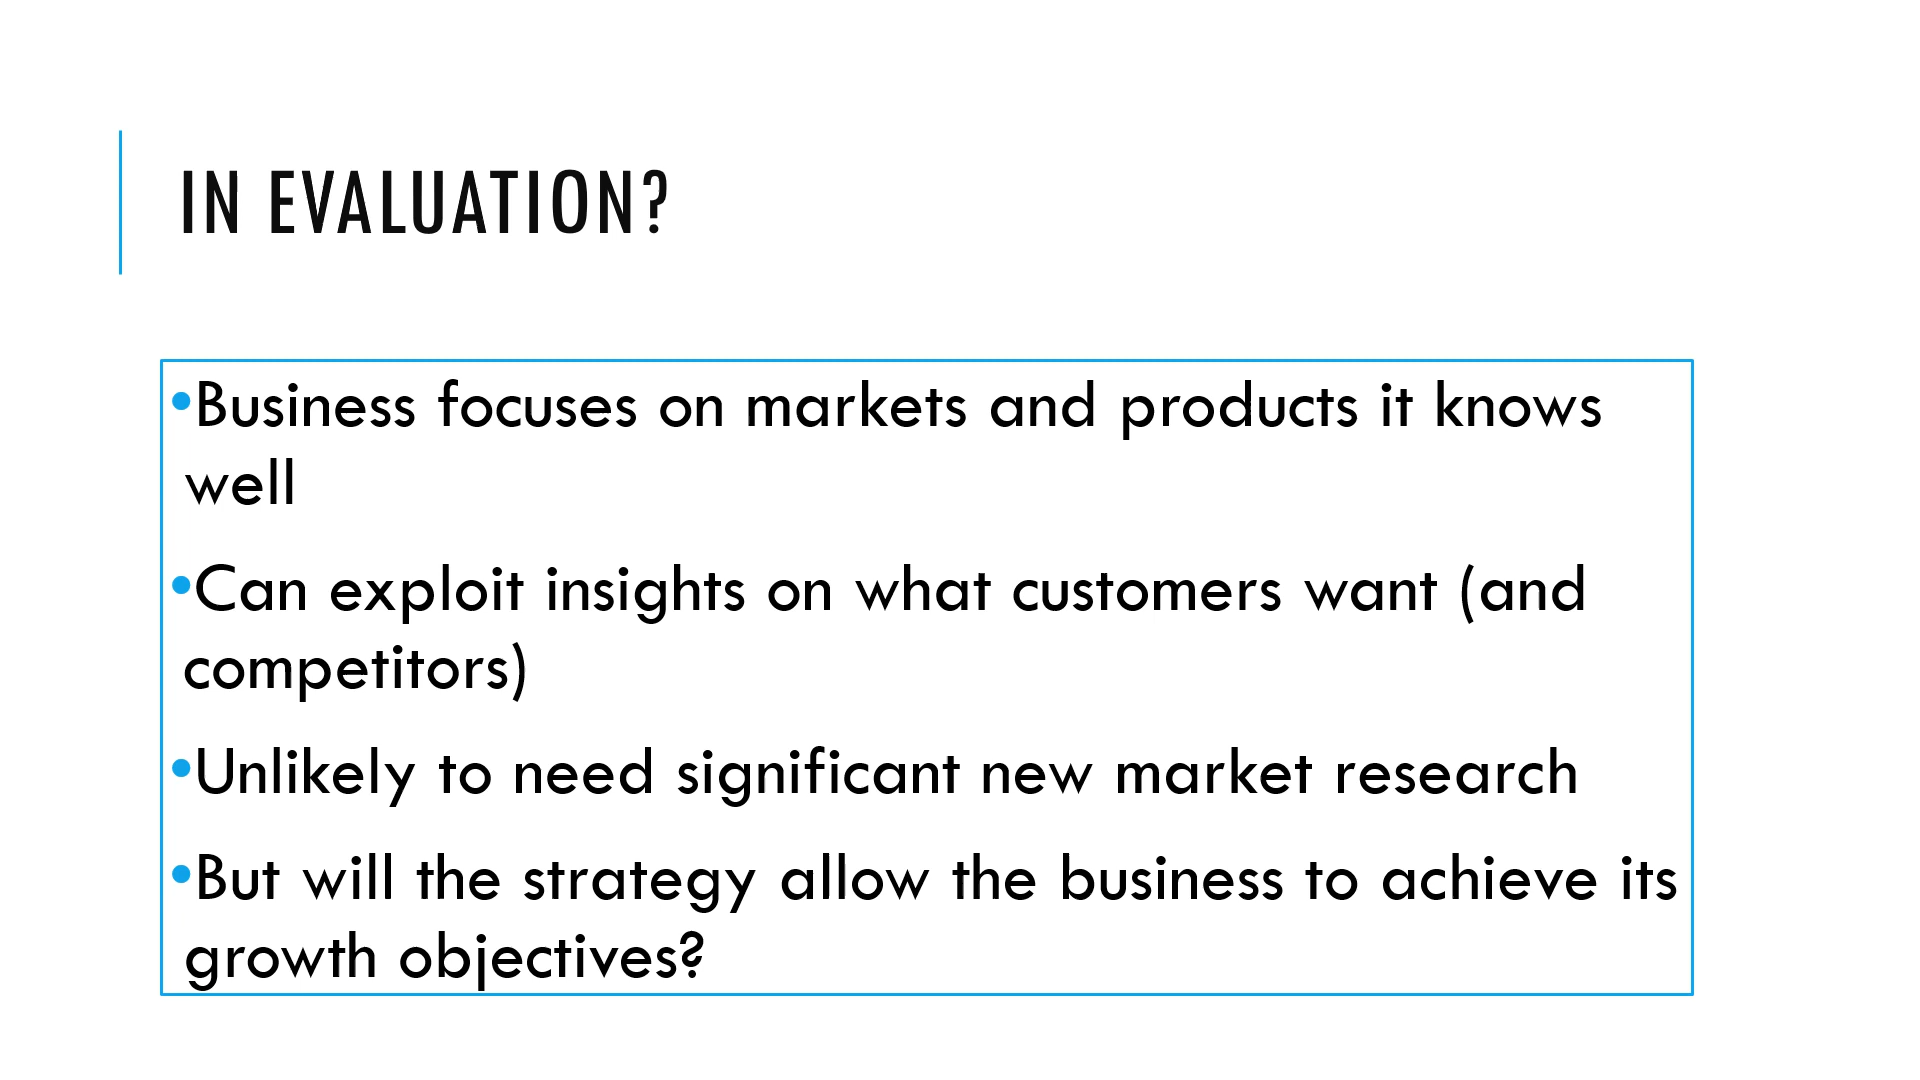 IN EVALUATION?
•Business focuses on markets and products it knows
well
•Can exploit insights on what customers want (and
competitors)
•Unlikely to need significant new market research
•But will the strategy allow the business to achieve its
growth objectives?